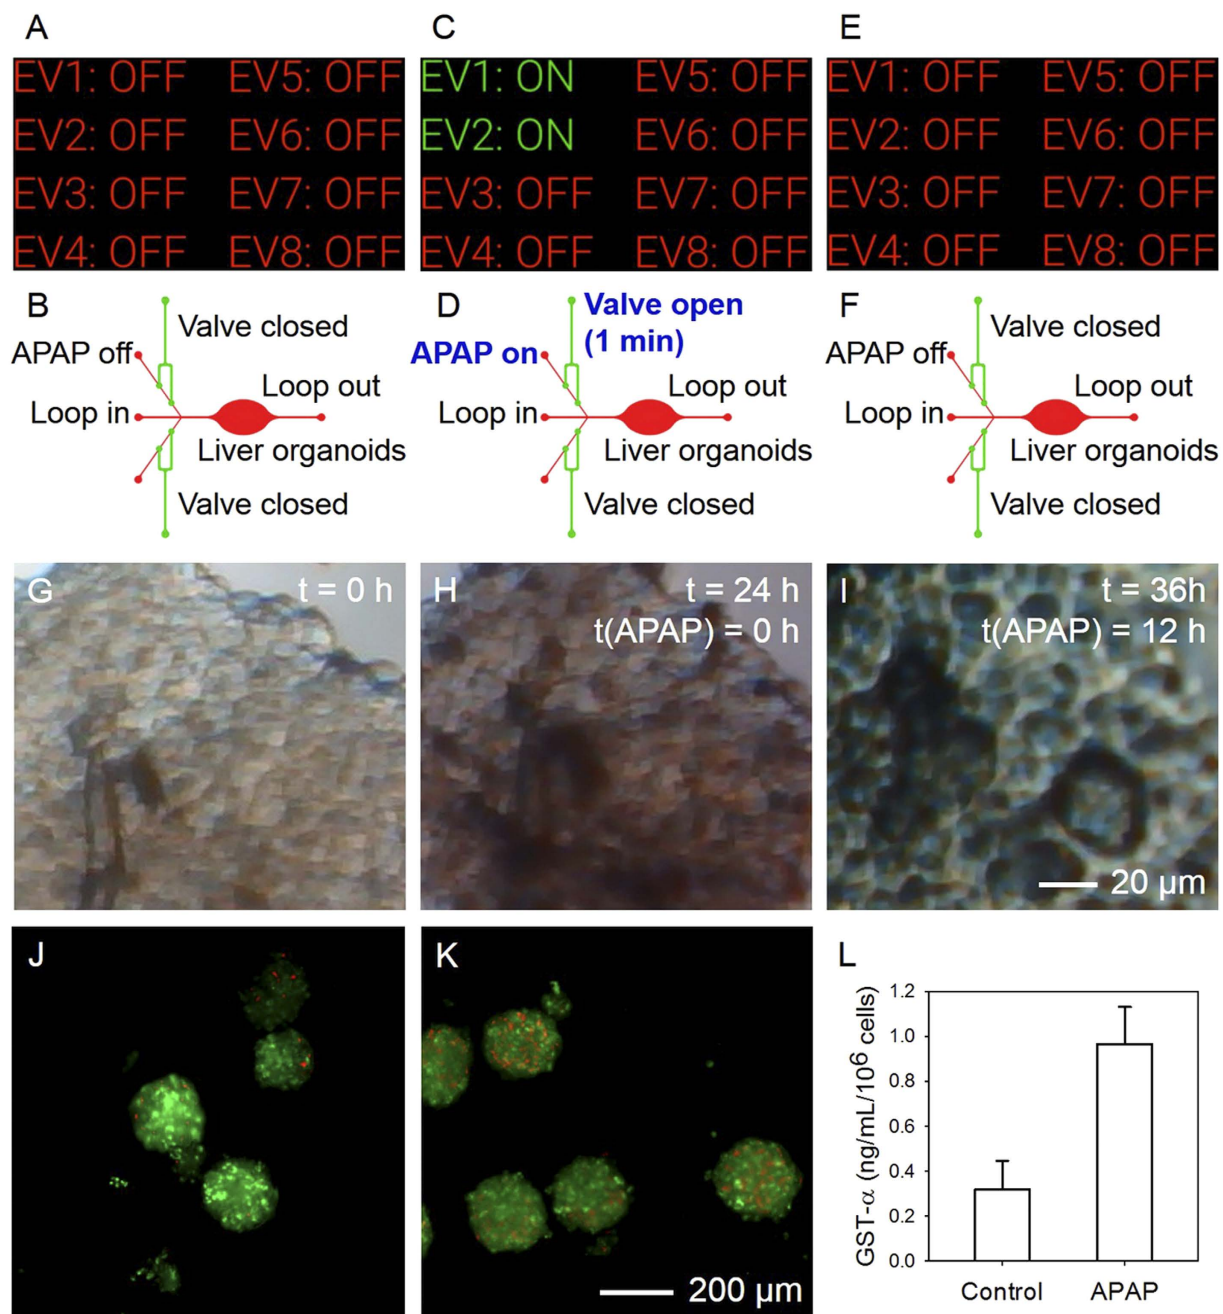 A
EV1: OFF EV5: OFF
EV2: OFF EV6: OFF
EV3: OFF EV7: OFF
EV4: OFF EV8: OFF
C
EV1: ON EV5: OFF
EV2: ON EV6: OFF
EV3: OFF EV7: OFF
EV4: OFF EV8: OFF
E
EV1: OFF EV5: OFF
EV2: OFF EV6: OFF
EV3: OFF EV7: OFF
EV4: OFF EV8: OFF
B
Valve closed
APAP off
Loop out
Loop in
Liver organoids
Valve closed
D
Valve open
(1 min)
APAP on
Loop out
Loop in
Liver organoids
Valve closed
F
Valve closed
APAP off
Loop out
Loop in
Liver organoids
Valve closed
G
t = 0 h
H
t = 24 h
t(APAP) = 0 h
I
t = 36h
t(APAP) = 12 h
20 µm
J
K
200 µm
L
GST-α (ng/mL/10⁶ cells)
1.2
1.0
0.8
0.6
0.4
0.2
0.0
Control APAP